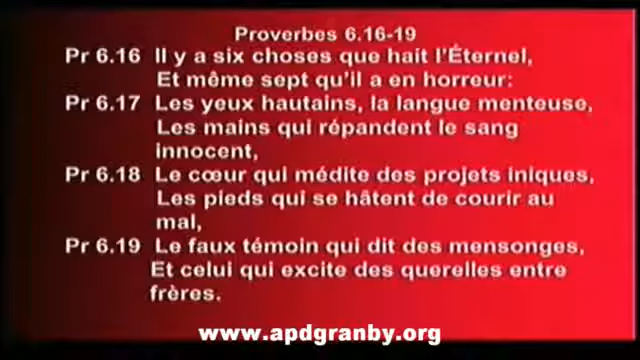 Proverbes 6.16-19
Pr 6.16 Il y a six choses que hait l'Éternel,
Et même sept qu'il a en horreur:
Pr 6.17 Les yeux hautains, la langue menteuse,
Les mains qui répandent le sang
innocent,
Pr 6.18 Le cœur qui médite des projets iniques,
Les pieds qui se hâtent de courir au
mal,
Pr 6.19 Le faux témoin qui dit des mensonges,
Et celui qui excite des querelles entre
frères.
www.apdgranby.org